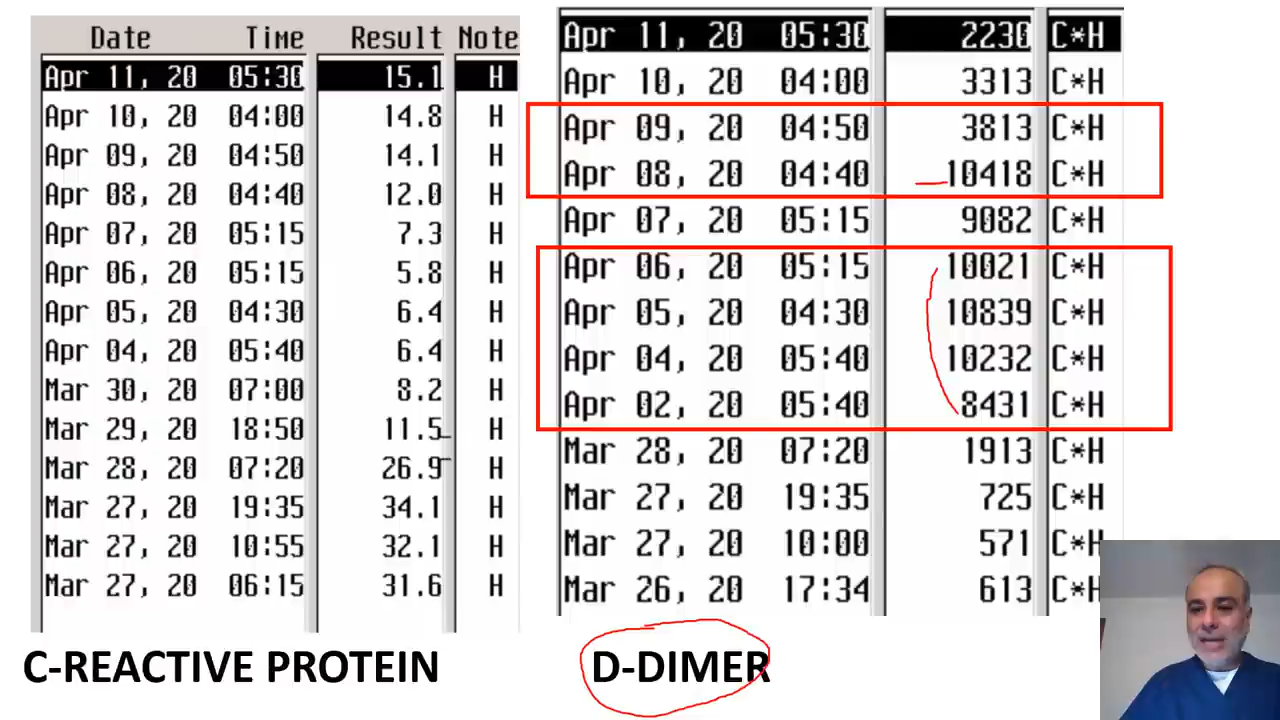 Date Time Result Note
Apr 11, 20 05:30 15.1 H
Apr 10, 20 04:00 14.8 H
Apr 09, 20 04:50 14.1 H
Apr 08, 20 04:40 12.0 H
Apr 07, 20 05:15 7.3 H
Apr 06, 20 05:15 5.8 H
Apr 05, 20 04:30 6.4 H
Apr 04, 20 05:40 6.4 H
Mar 30, 20 07:00 8.2 H
Mar 29, 20 18:50 11.5 H
Mar 28, 20 07:20 26.9 H
Mar 27, 20 19:35 34.1 H
Mar 27, 20 10:55 32.1 H
Mar 27, 20 06:15 31.6 H
C-REACTIVE PROTEIN
Apr 11, 20 05:30 2230 C*H
Apr 10, 20 04:00 3313 C*H
Apr 09, 20 04:50 3813 C*H
Apr 08, 20 04:40 10418 C*H
Apr 07, 20 05:15 9082 C*H
Apr 06, 20 05:15 10021 C*H
Apr 05, 20 04:30 10839 C*H
Apr 04, 20 05:40 10232 C*H
Apr 02, 20 05:40 8431 C*H
Mar 28, 20 07:20 1913 C*H
Mar 27, 20 19:35 725 C*H
Mar 27, 20 10:00 571 C*H
Mar 26, 20 17:34 613 C*H
D-DIMER